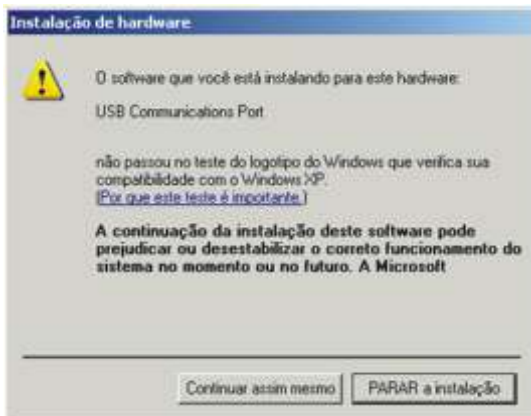 Instalação de hardware
O software que você está instalando para este hardware:
USB Communications Port
não passou no teste do logotipo do Windows que verifica sua
compatibilidade com o Windows XP.
(Por que este teste é importante.)
A continuação da instalação deste software pode
prejudicar ou desestabilizar o correto funcionamento do
sistema no momento ou no futuro. A Microsoft
Continuar assim mesmo PARAR a instalação